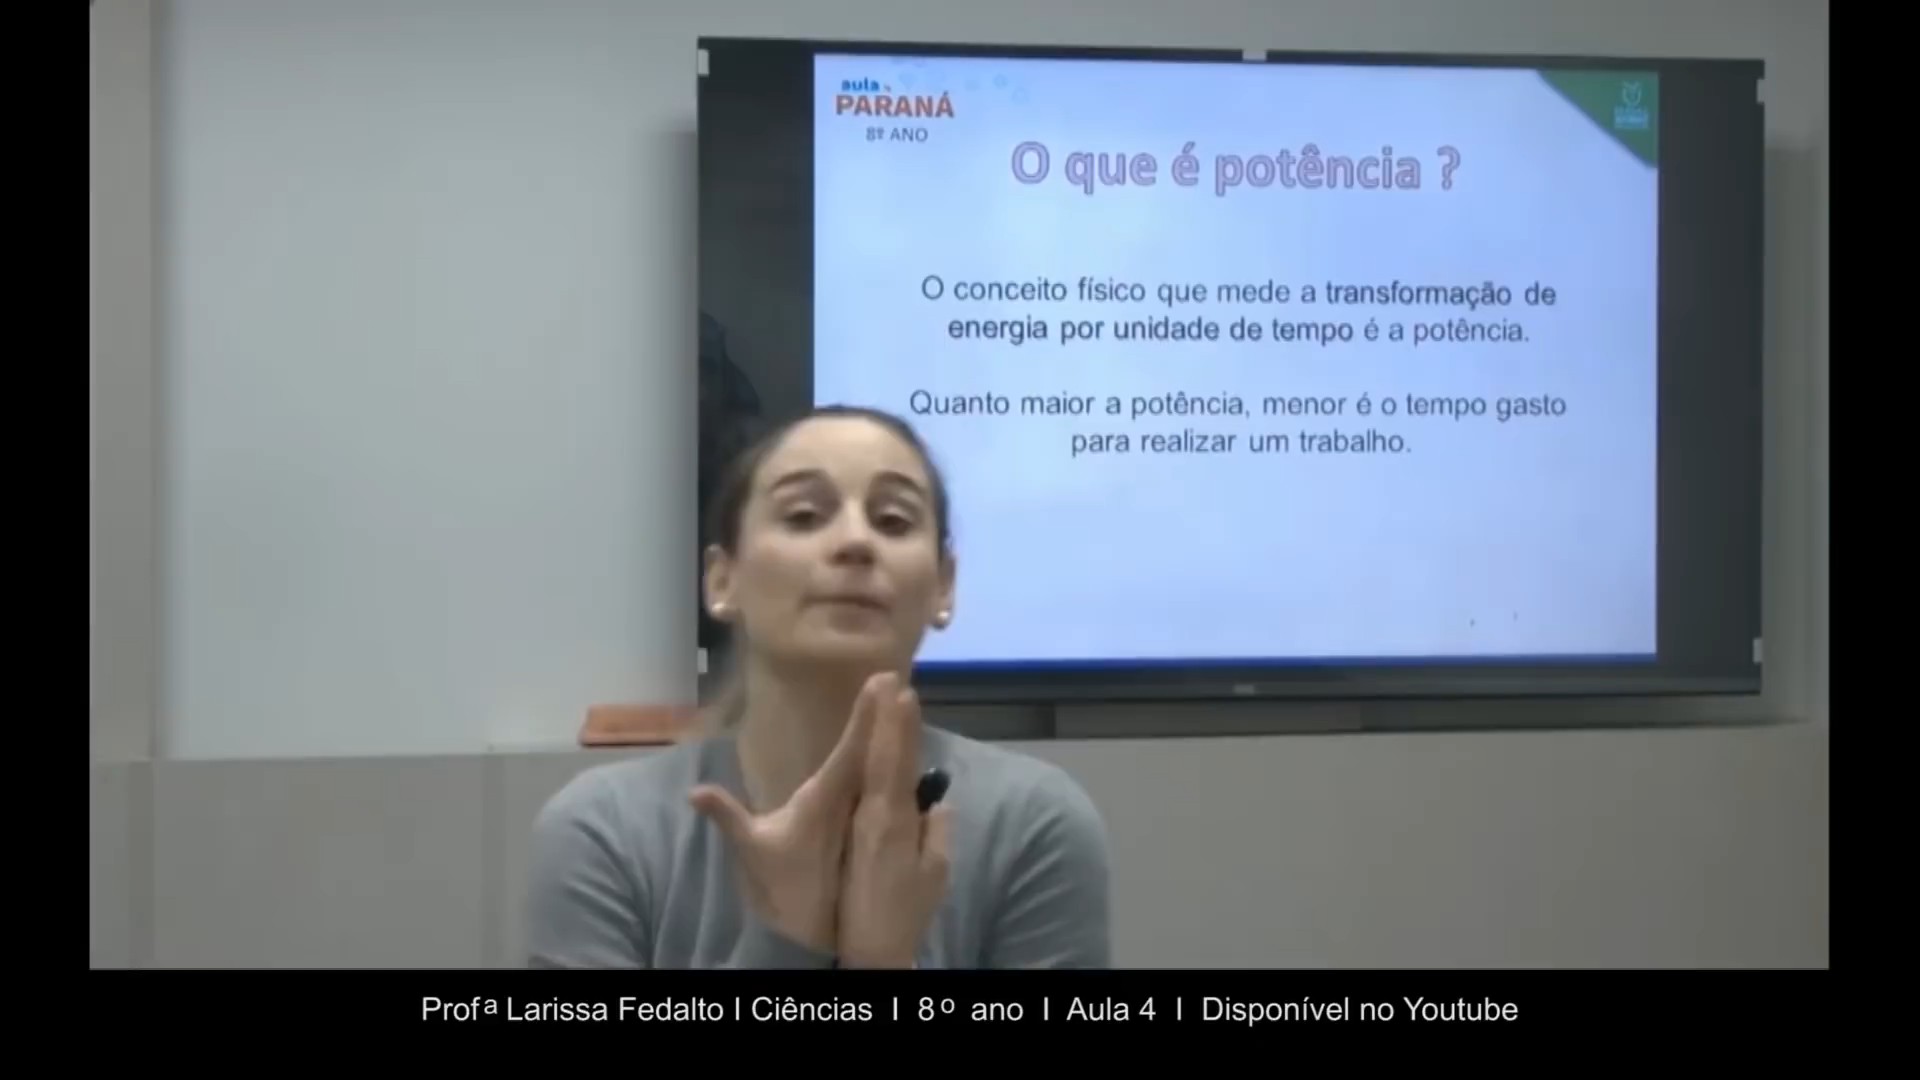 aula
PARANÁ
8º ANO
O que é potência ?
O conceito físico que mede a transformação de
energia por unidade de tempo é a potência.
Quanto maior a potência, menor é o tempo gasto
para realizar um trabalho.
Profª Larissa Fedalto I Ciências I 8º ano I Aula 4 I Disponível no Youtube